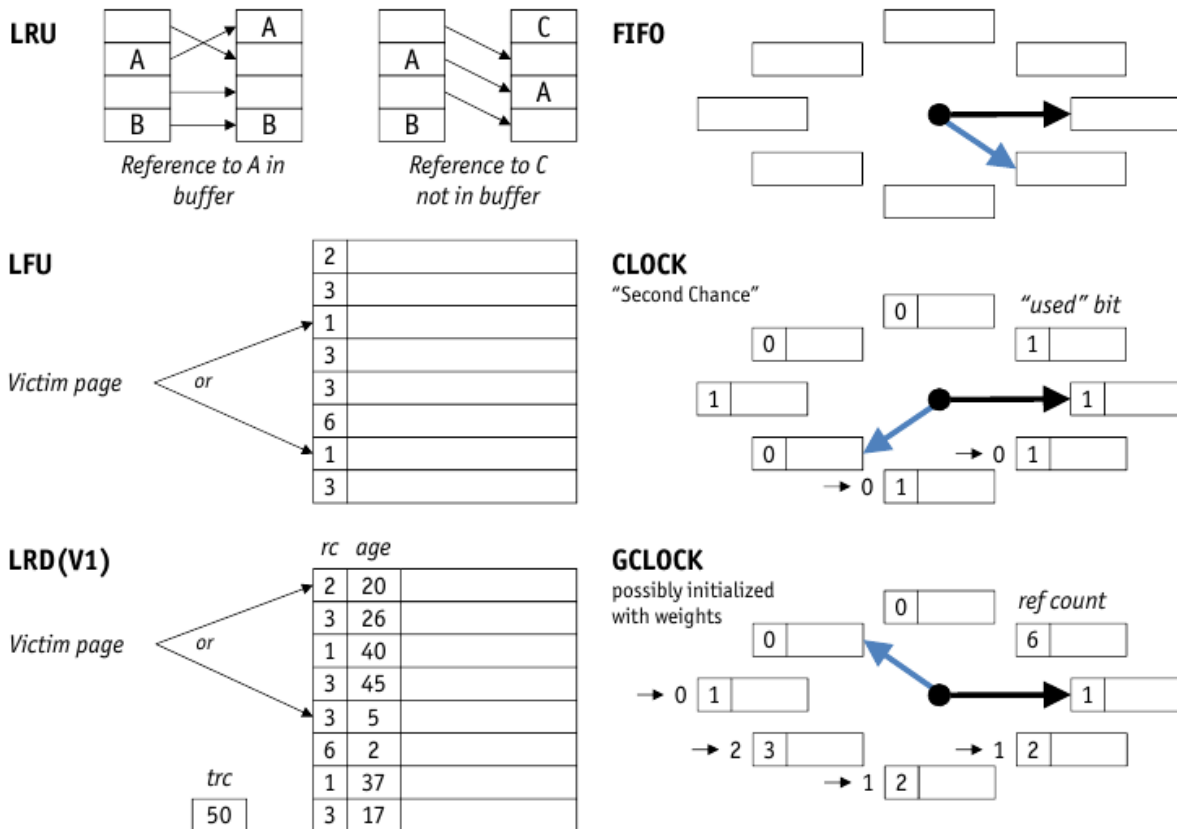 LRU
A
B
A
B
Reference to A in
buffer
A
B
C
A
Reference to C
not in buffer
FIFO
LFU
Victim page
or
2
3
1
3
3
6
1
3
CLOCK
“Second Chance”
“used” bit
0
0
1
1
1
0
→ 0 1
→ 0 1
LRD(V1)
Victim page
or
trc
50
rc age
2 20
3 26
1 40
3 45
3 5
6 2
1 37
3 17
GCLOCK
possibly initialized
with weights
ref count
0
0
6
→ 0 1
1
→ 2 3
→ 1 2
→ 1 2